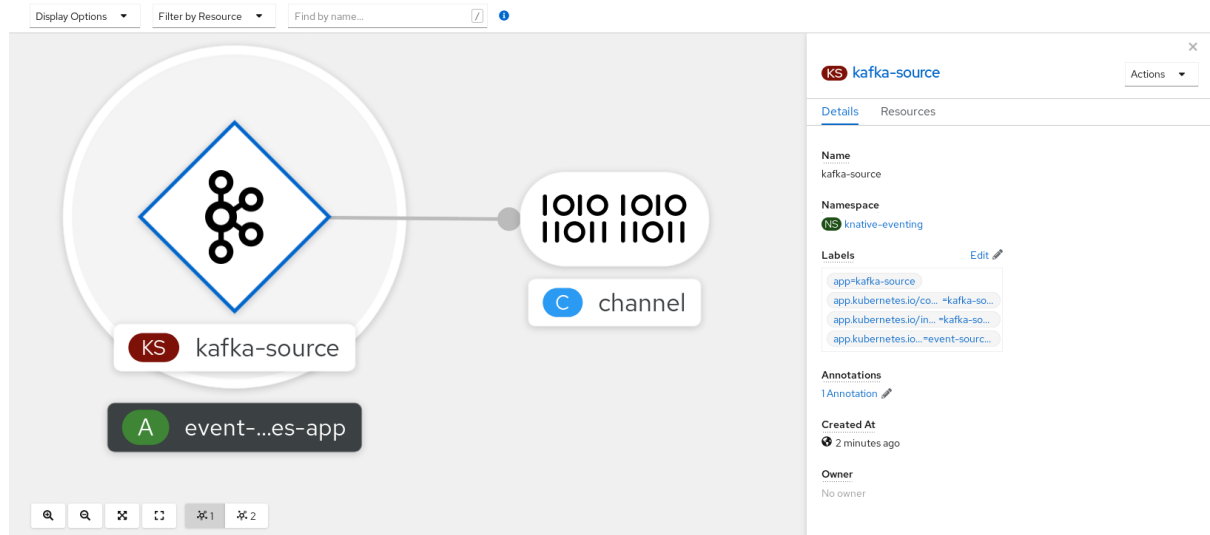 Display Options
Filter by Resource
Find by name...
/
KS kafka-source
Actions
Details
Resources
Name
kafka-source
Namespace
NS knative-eventing
Labels
Edit
app=kafka-source
app.kubernetes.io/co... =kafka-so...
app.kubernetes.io/in... =kafka-so...
app.kubernetes.io...=event-sourc...
Annotations
1 Annotation
Created At
2 minutes ago
Owner
No owner
1010 1010
11011 11011
C channel
KS kafka-source
A event-...es-app
1
2